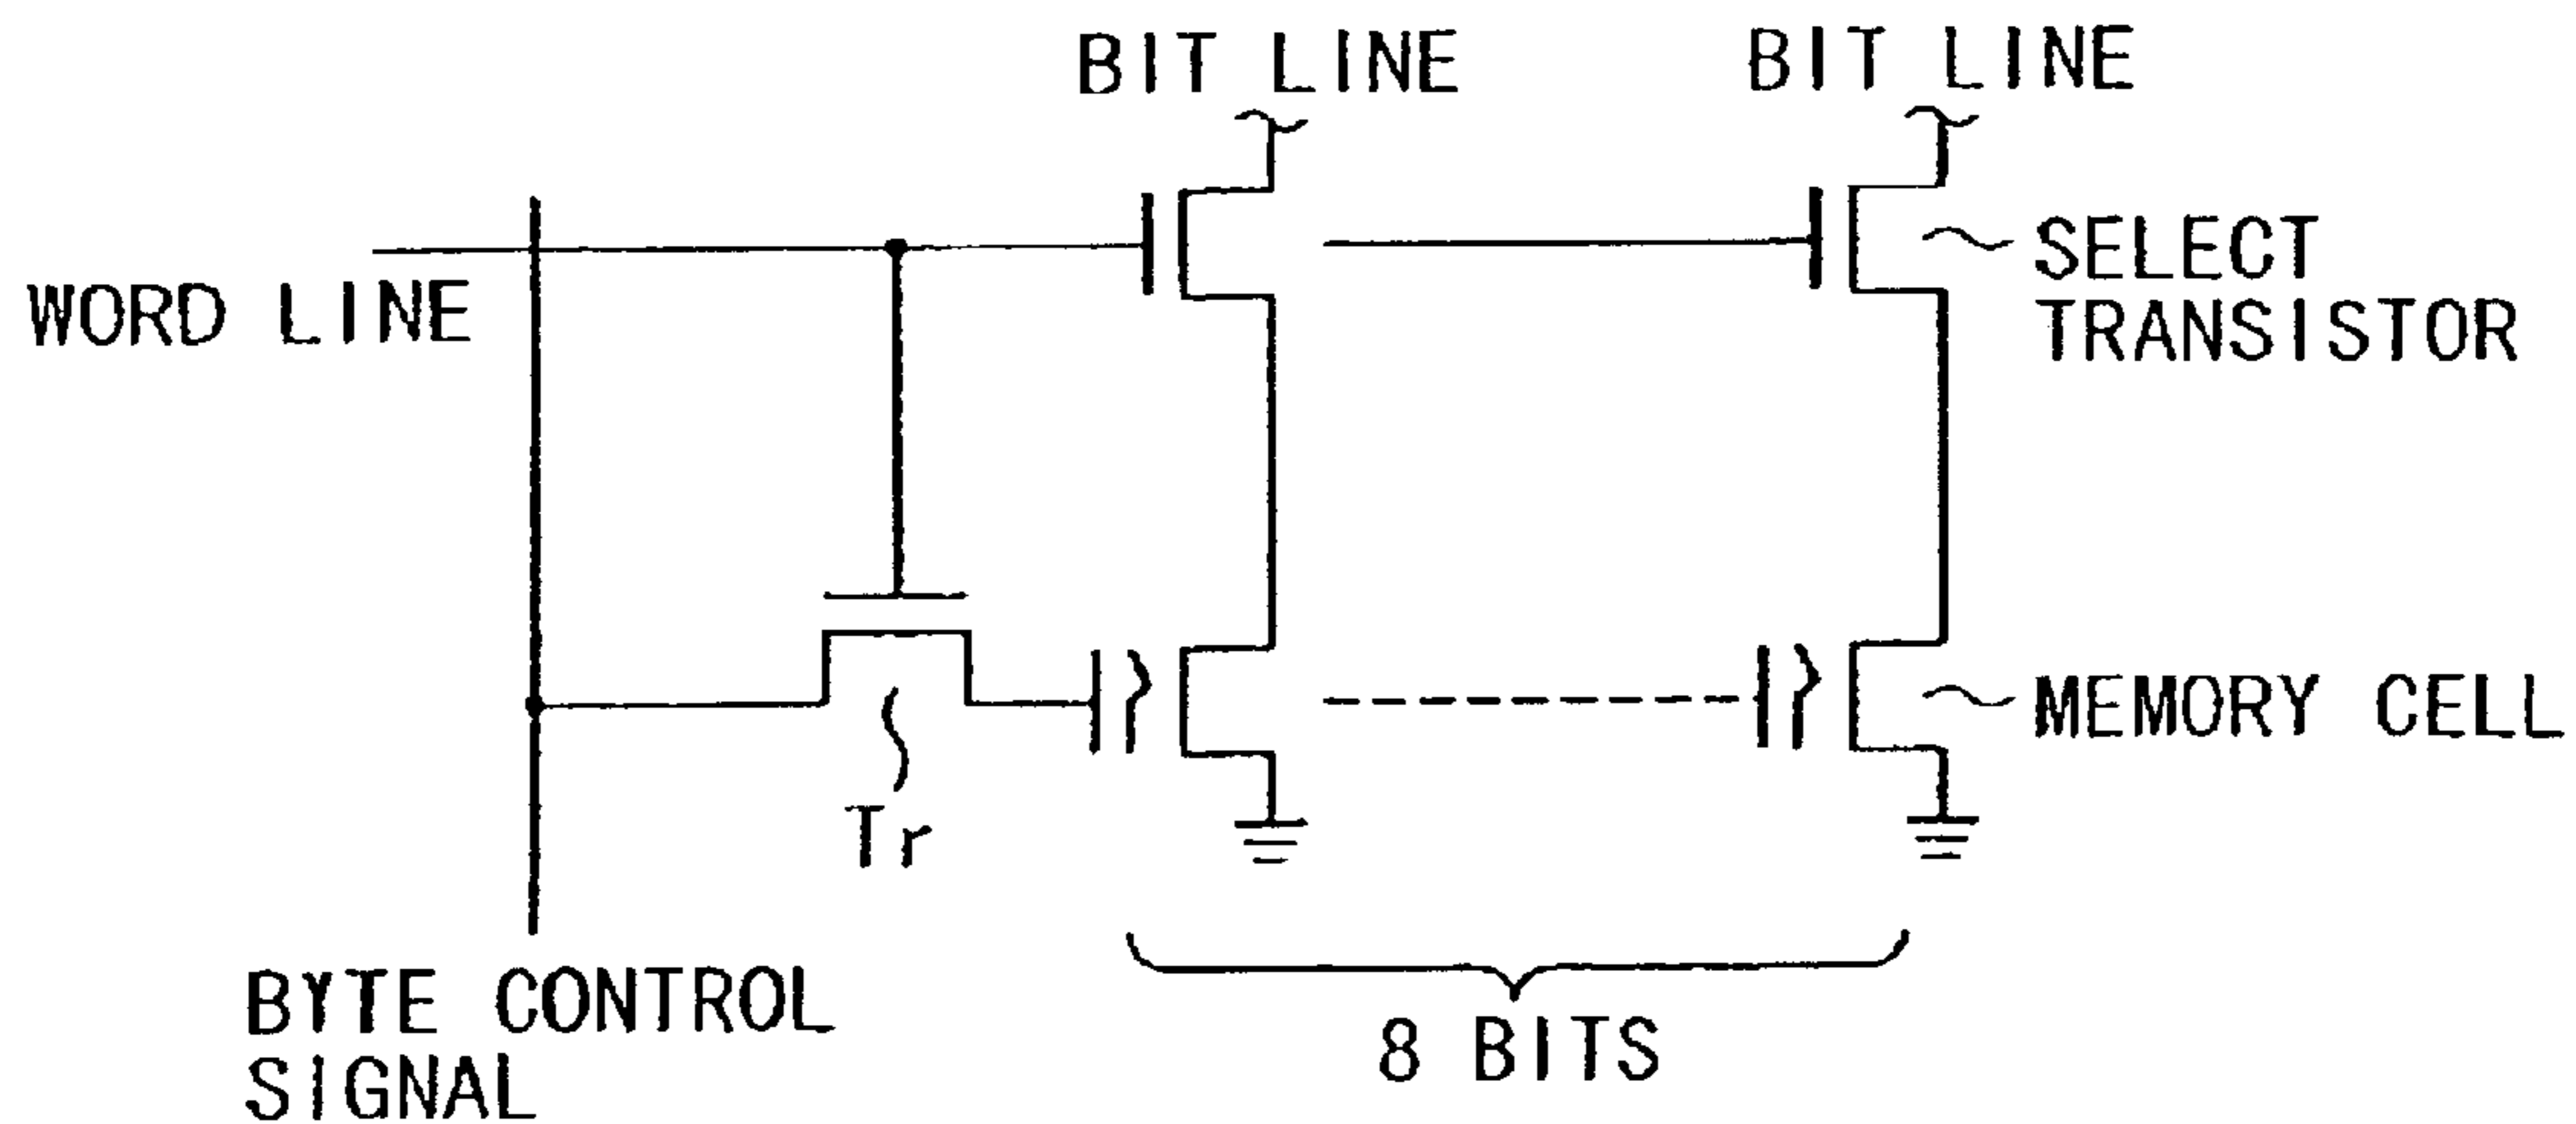 BIT LINE
BIT LINE
WORD LINE
SELECT
TRANSISTOR
MEMORY CELL
Tr
BYTE CONTROL
SIGNAL
8 BITS